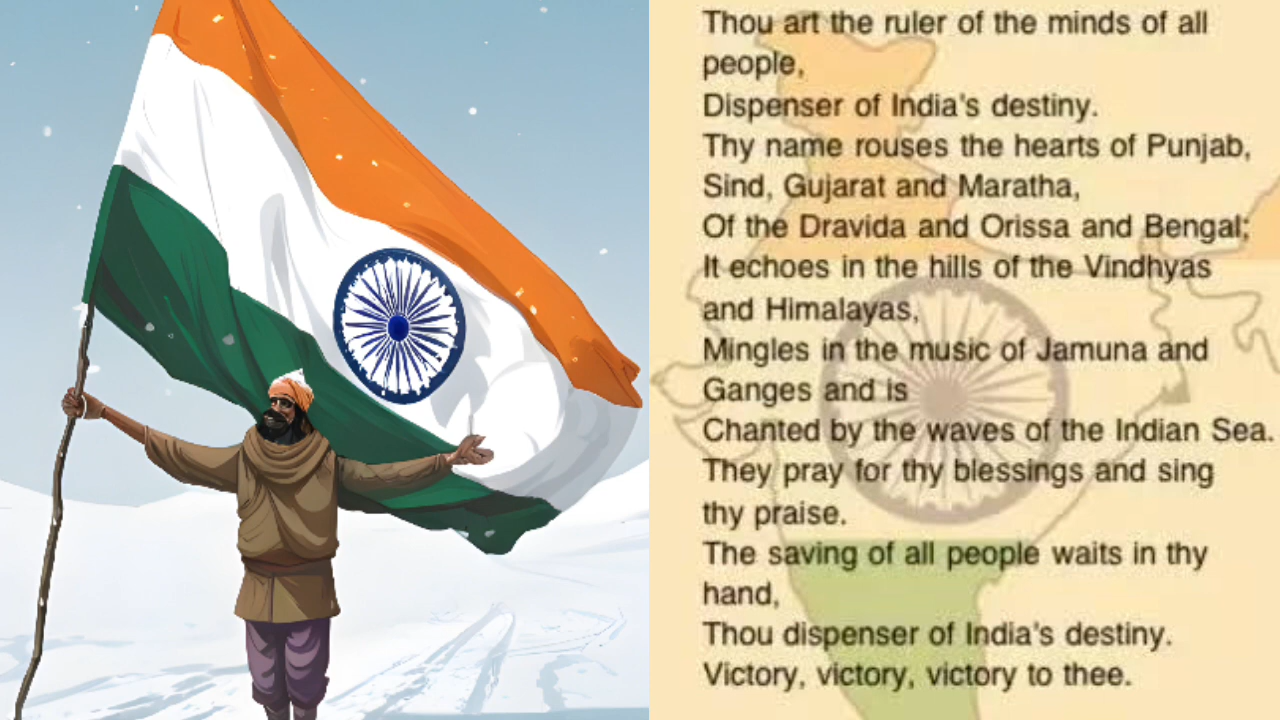 Thou art the ruler of the minds of all
people,
Dispenser of India's destiny.
Thy name rouses the hearts of Punjab,
Sind, Gujarat and Maratha,
Of the Dravida and Orissa and Bengal;
It echoes in the hills of the Vindhyas
and Himalayas,
Mingles in the music of Jamuna and
Ganges and is
Chanted by the waves of the Indian Sea.
They pray for thy blessings and sing
thy praise.
The saving of all people waits in thy
hand,
Thou dispenser of India's destiny.
Victory, victory, victory to thee.